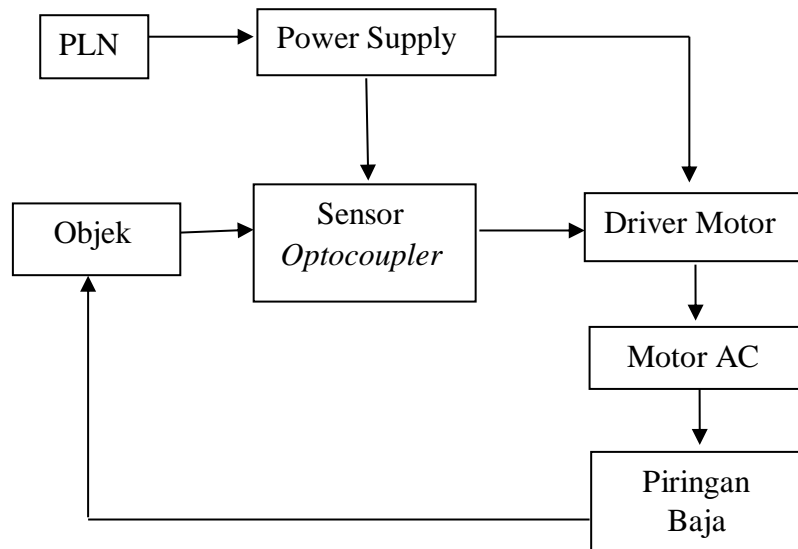 PLN
Power Supply
Objek
Sensor
Optocoupler
Driver Motor
Motor AC
Piringan
Baja